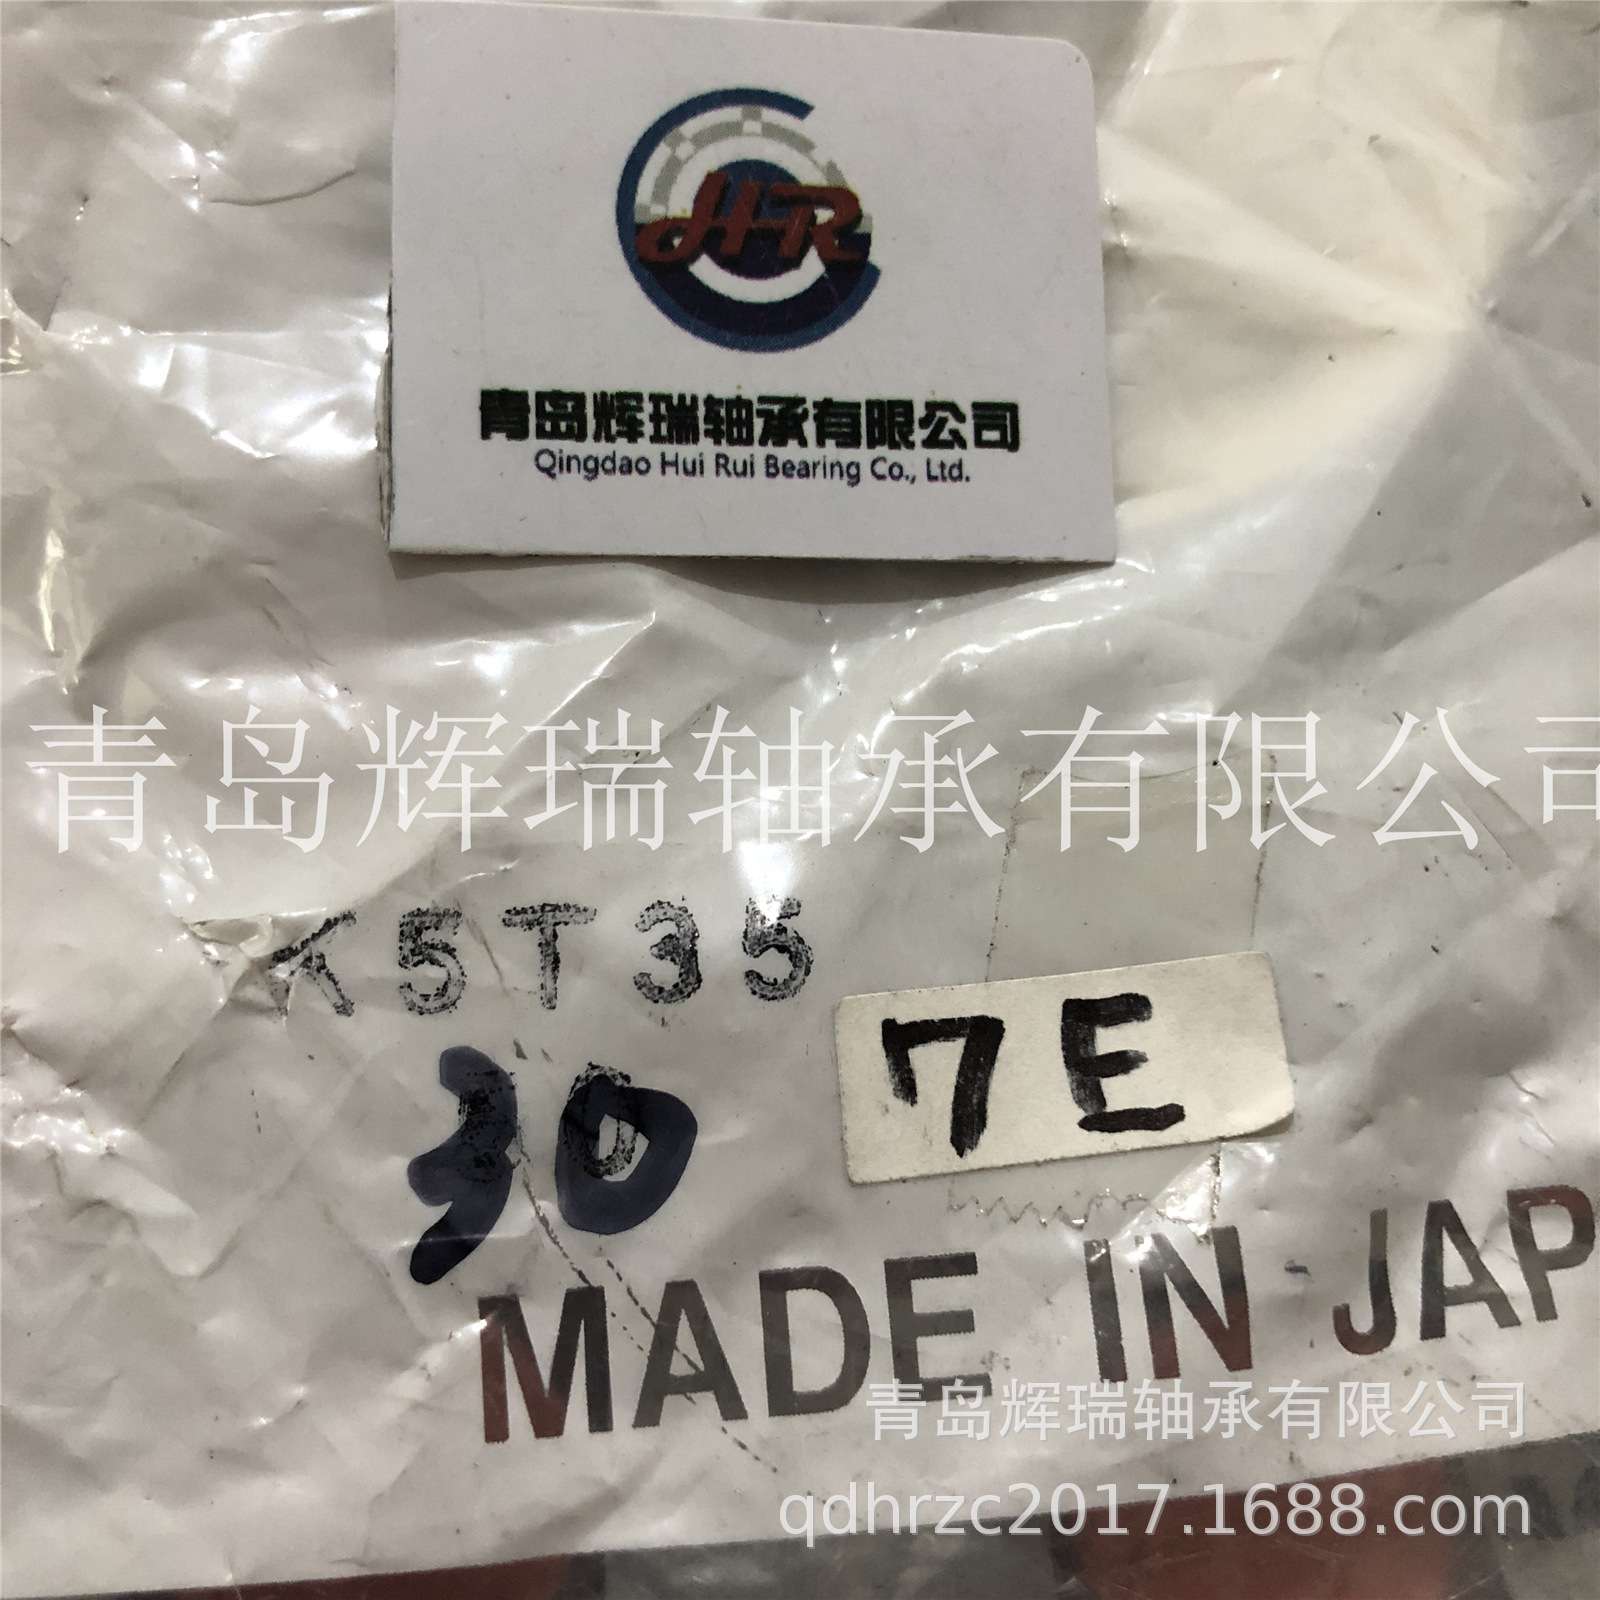 HR
青岛辉瑞轴承有限公司
Qingdao Hui Rui Bearing Co., Ltd.
青岛辉瑞轴承有限公司
K5T35
30
7E
MADE IN JAP
青岛辉瑞轴承有限公司
qdhrzc2017.1688.com